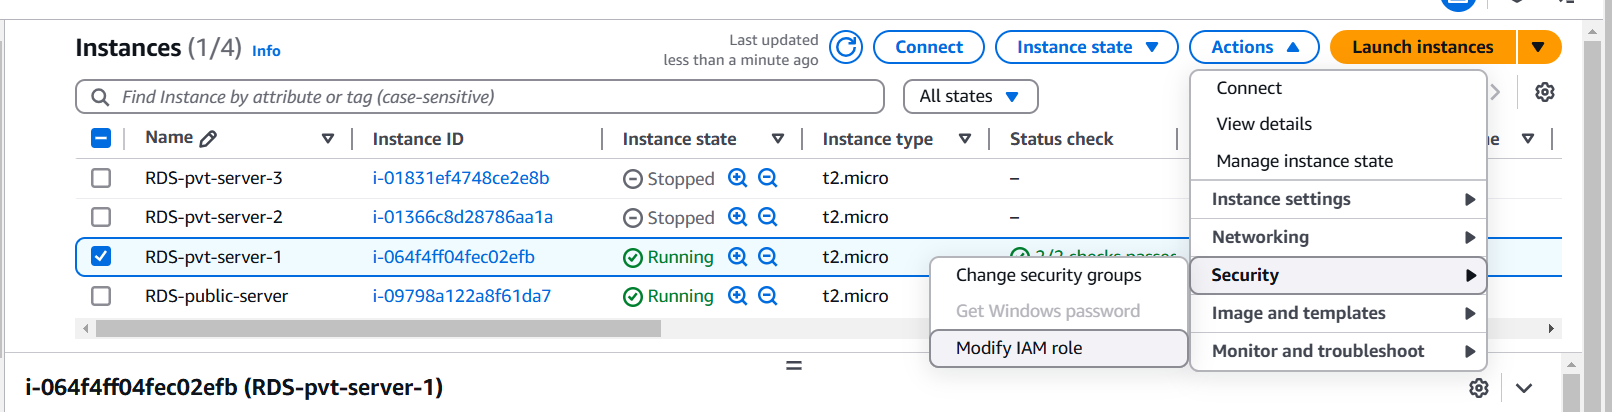 Instances (1/4) Info
Last updated
less than a minute ago
Connect
Instance state
Actions
Launch instances
Find Instance by attribute or tag (case-sensitive)
All states
Connect
View details
Manage instance state
Instance settings
Networking
Security
Image and templates
Monitor and troubleshoot
Change security groups
Get Windows password
Modify IAM role
Name Instance ID Instance state Instance type Status check
RDS-pvt-server-3 i-01831ef4748ce2e8b Stopped t2.micro –
RDS-pvt-server-2 i-01366c8d28786aa1a Stopped t2.micro –
RDS-pvt-server-1 i-064f4ff04fec02efb Running t2.micro
RDS-public-server i-09798a122a8f61da7 Running t2.micro
i-064f4ff04fec02efb (RDS-pvt-server-1)